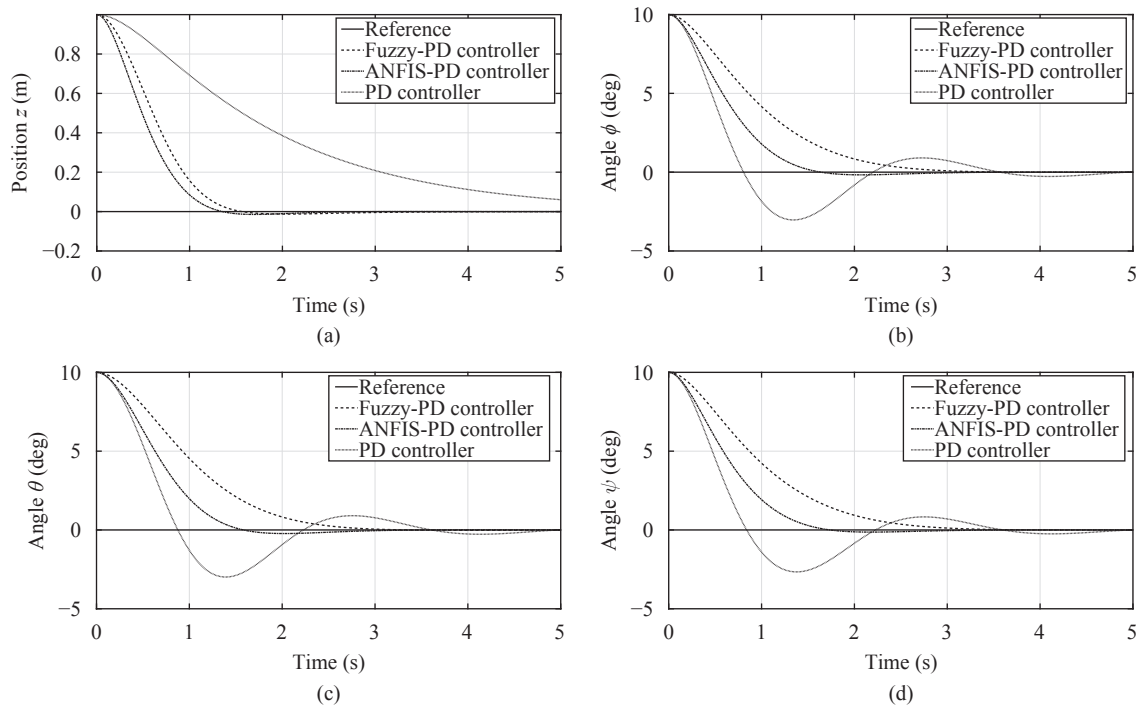 Reference
Fuzzy-PD controller
ANFIS-PD controller
PD controller
Position z (m)
0.8
0.6
0.4
0.2
0
−0.2
0 1 2 3 4 5
Time (s)
(a)
Reference
Fuzzy-PD controller
ANFIS-PD controller
PD controller
Angle ϕ (deg)
10
5
0
−5
0 1 2 3 4 5
Time (s)
(b)
Reference
Fuzzy-PD controller
ANFIS-PD controller
PD controller
Angle θ (deg)
10
5
0
−5
0 1 2 3 4 5
Time (s)
(c)
Reference
Fuzzy-PD controller
ANFIS-PD controller
PD controller
Angle ψ (deg)
10
5
0
−5
0 1 2 3 4 5
Time (s)
(d)